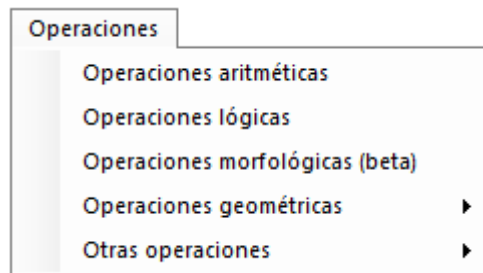 Operaciones
Operaciones aritméticas
Operaciones lógicas
Operaciones morfológicas (beta)
Operaciones geométricas
Otras operaciones